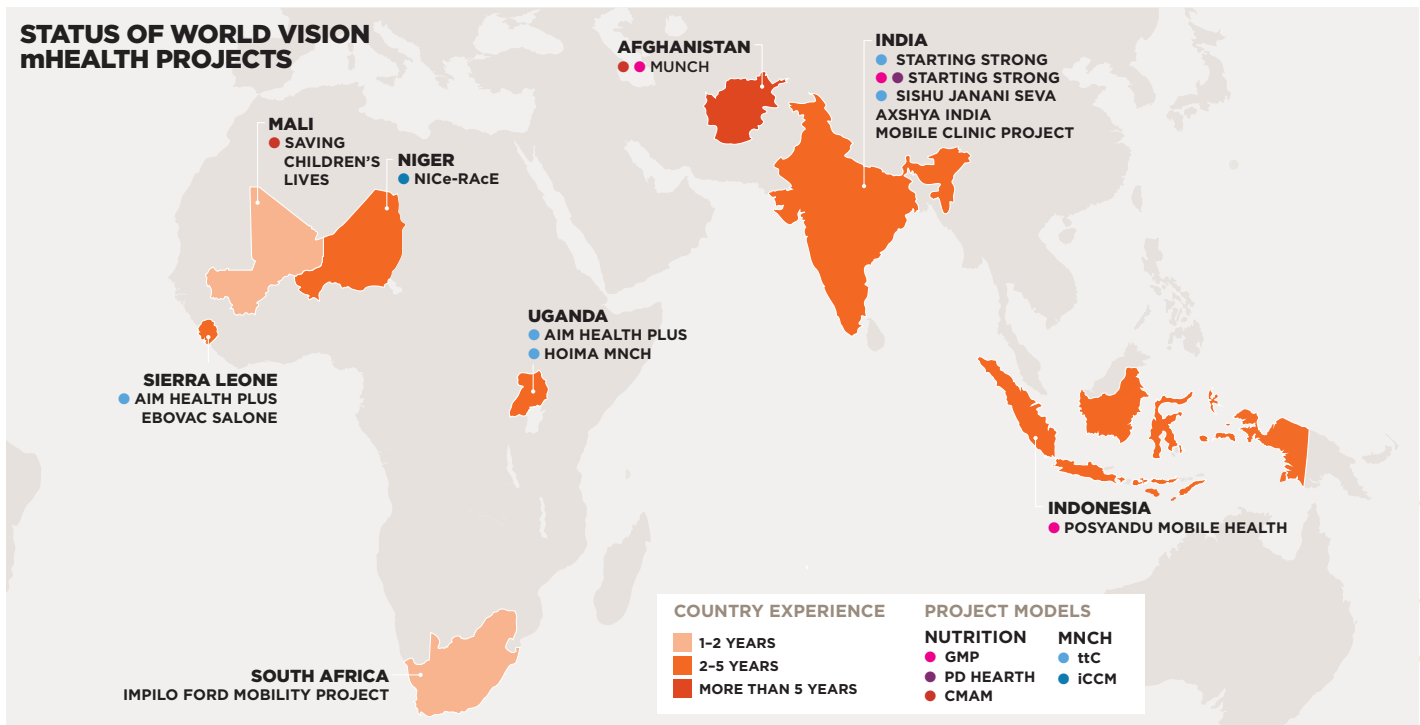 STATUS OF WORLD VISION
mHEALTH PROJECTS
AFGHANISTAN
MUNCH
INDIA
STARTING STRONG
STARTING STRONG
SISHU JANANI SEVA
AXSHYA INDIA
MOBILE CLINIC PROJECT
MALI
SAVING
CHILDREN'S
LIVES
NIGER
NICe-RAcE
UGANDA
AIM HEALTH PLUS
HOIMA MNCH
SIERRA LEONE
AIM HEALTH PLUS
EBOVAC SALONE
INDONESIA
POSYANDU MOBILE HEALTH
SOUTH AFRICA
IMPILO FORD MOBILITY PROJECT
COUNTRY EXPERIENCE
1–2 YEARS
2–5 YEARS
MORE THAN 5 YEARS
PROJECT MODELS
NUTRITION
GMP
PD HEARTH
CMAM
MNCH
ttC
iCCM